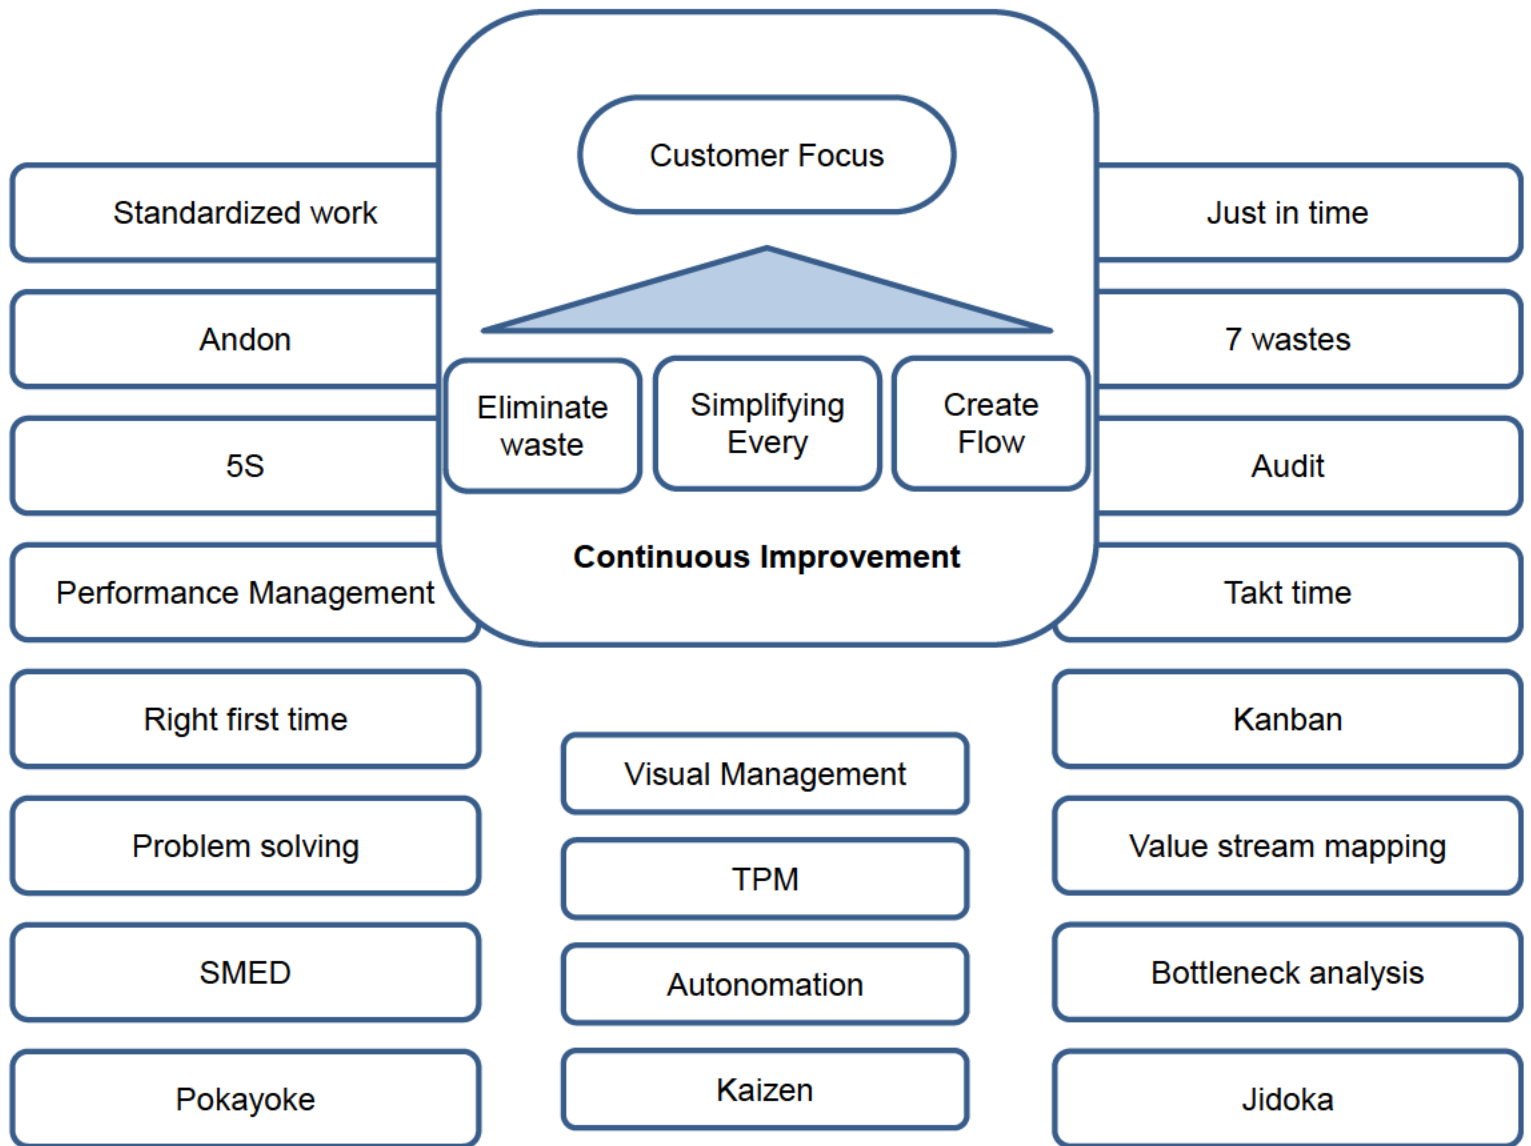 Customer Focus
Standardized work
Just in time
Andon
7 wastes
Eliminate
waste
Simplifying
Every
Create
Flow
5S
Audit
Continuous Improvement
Performance Management
Takt time
Right first time
Kanban
Visual Management
Problem solving
Value stream mapping
TPM
SMED
Autonomation
Bottleneck analysis
Pokayoke
Kaizen
Jidoka